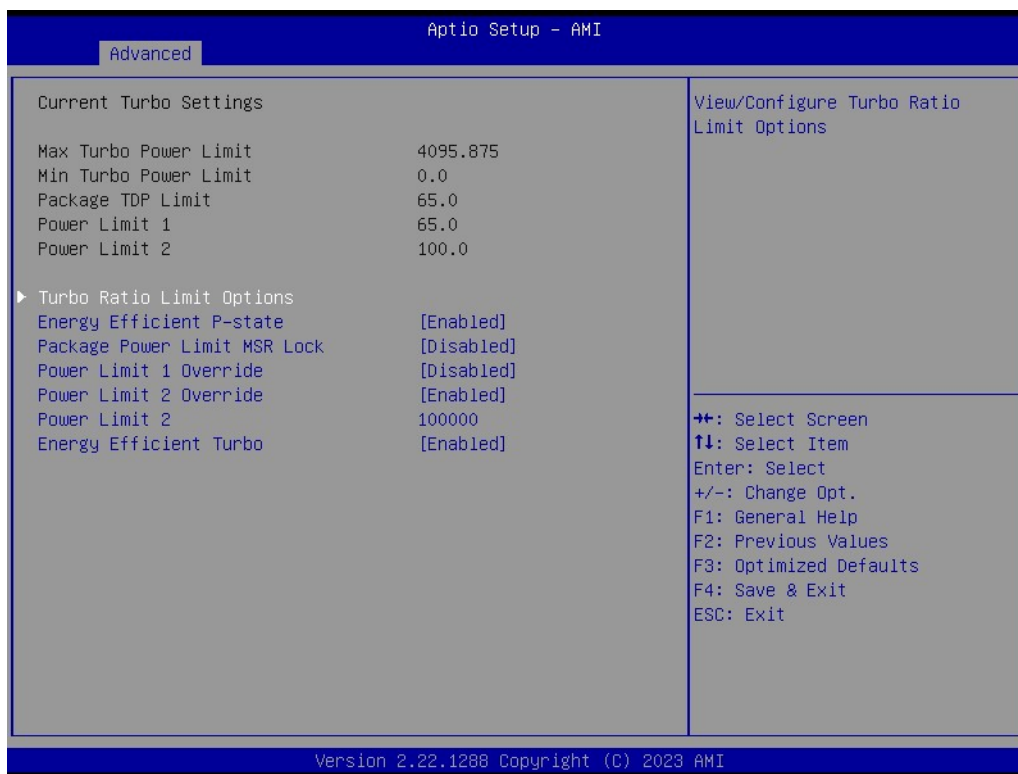 Aptio Setup – AMI
Advanced
Current Turbo Settings
Max Turbo Power Limit 4095.875
Min Turbo Power Limit 0.0
Package TDP Limit 65.0
Power Limit 1 65.0
Power Limit 2 100.0
Turbo Ratio Limit Options
Energy Efficient P-state [Enabled]
Package Power Limit MSR Lock [Disabled]
Power Limit 1 Override [Disabled]
Power Limit 2 Override [Enabled]
Power Limit 2 100000
Energy Efficient Turbo [Enabled]
View/Configure Turbo Ratio
Limit Options
→←: Select Screen
↑↓: Select Item
Enter: Select
+/-: Change Opt.
F1: General Help
F2: Previous Values
F3: Optimized Defaults
F4: Save & Exit
ESC: Exit
Version 2.22.1288 Copyright (C) 2023 AMI